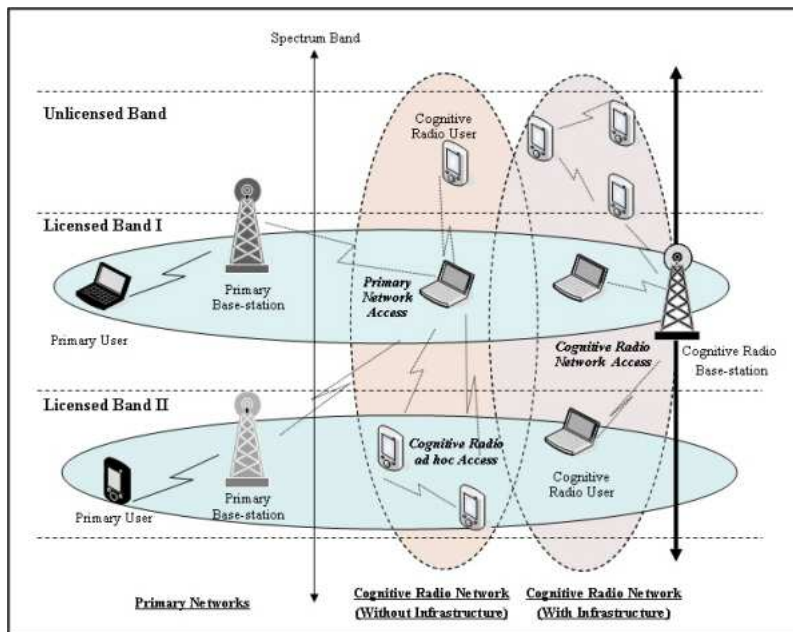 Spectrum Band
Unlicensed Band
Cognitive
Radio User
Licensed Band I
Primary
Base-station
Primary User
Primary
Network
Access
Cognitive Radio
Network Access
Cognitive Radio
Base-station
Licensed Band II
Primary
Base-station
Primary User
Cognitive Radio
ad hoc Access
Cognitive
Radio User
Primary Networks
Cognitive Radio Network
(Without Infrastructure)
Cognitive Radio Network
(With Infrastructure)